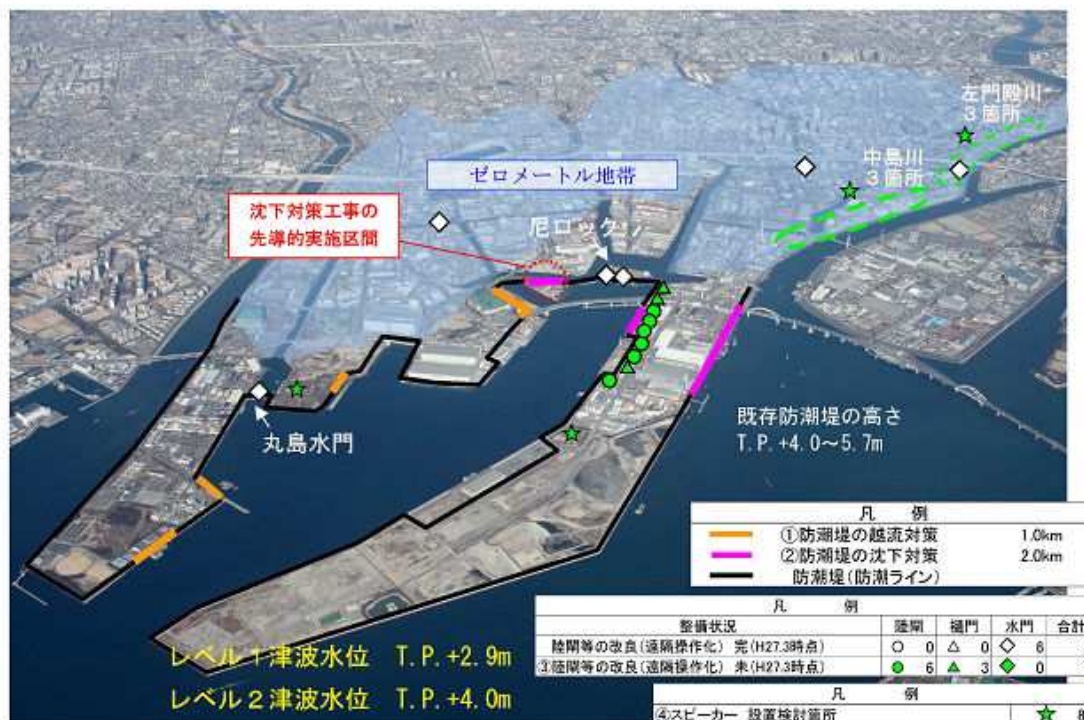 左門殿川
3箇所
中島川
3箇所
ゼロメートル地帯
沈下対策工事の
先導的実施区間
尼ロック
丸島水門
既存防潮堤の高さ
T.P.+4.0～5.7m
凡 例
①防潮堤の越流対策 1.0km
②防潮堤の沈下対策 2.0km
防潮堤(防潮ライン)
凡 例
整備状況 陸閘 樋門 水門 合計
陸閘等の改良(遠隔操作化) 完(H27.3時点) ○ 0 △ 0 ◇ 6
③陸閘等の改良(遠隔操作化) 未(H27.3時点) ● 6 ▲ 3 ◆ 0
凡 例
④スピーカー 設置検討箇所 ★
レベル1津波水位 T.P.+2.9m
レベル2津波水位 T.P.+4.0m